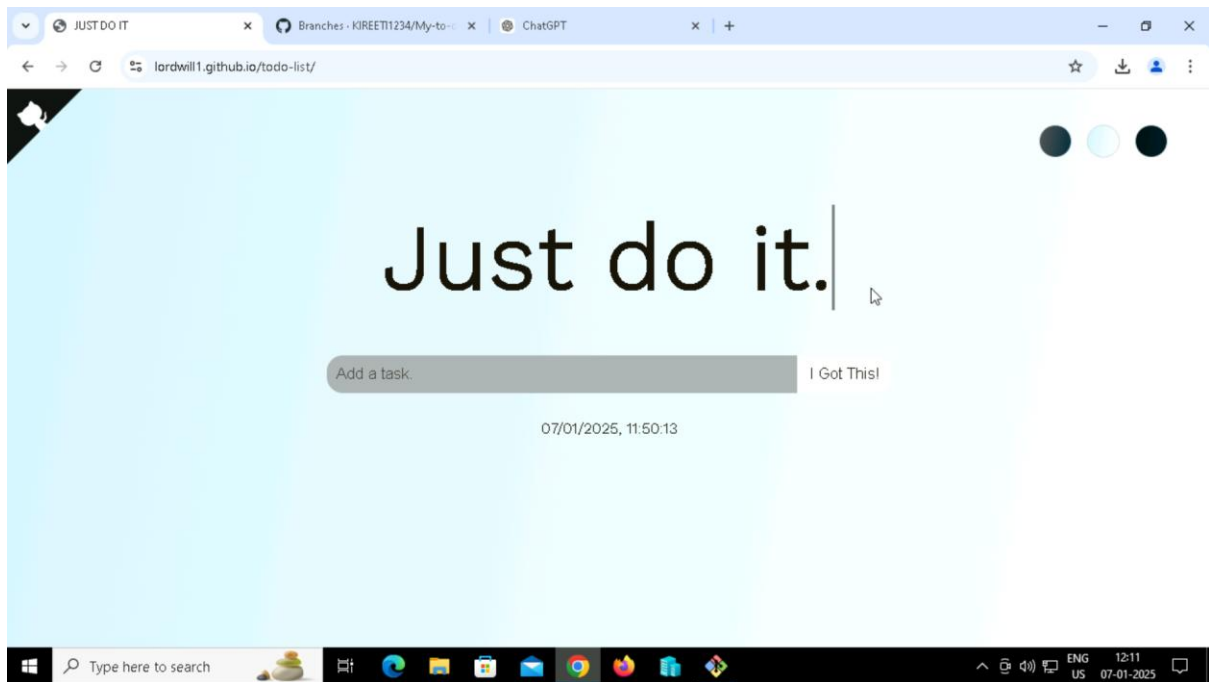 JUST DO IT
Branches · KIREETI1234/My-to-
ChatGPT
lordwill1.github.io/todo-list/
Just do it.
Add a task.
I Got This!
07/01/2025, 11:50:13
Type here to search
ENG
US
12:11
07-01-2025